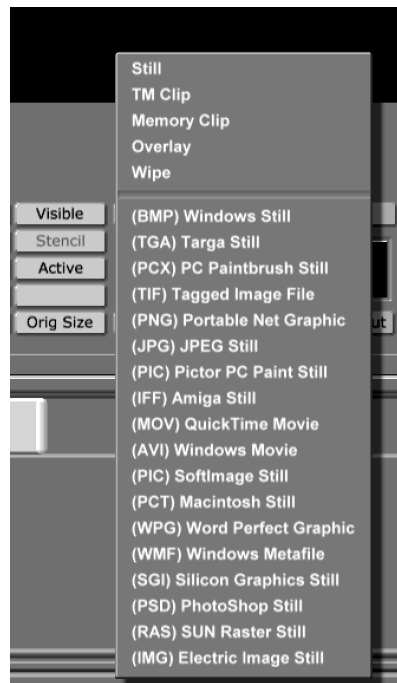 Still
TM Clip
Memory Clip
Overlay
Wipe
Visible
(BMP) Windows Still
Stencil
(TGA) Targa Still
Active
(PCX) PC Paintbrush Still
(TIF) Tagged Image File
(PNG) Portable Net Graphic
Orig Size
ut
(JPG) JPEG Still
(PIC) Pictor PC Paint Still
(IFF) Amiga Still
(MOV) QuickTime Movie
(AVI) Windows Movie
(PIC) SoftImage Still
(PCT) Macintosh Still
(WPG) Word Perfect Graphic
(WMF) Windows Metafile
(SGI) Silicon Graphics Still
(PSD) PhotoShop Still
(RAS) SUN Raster Still
(IMG) Electric Image Still